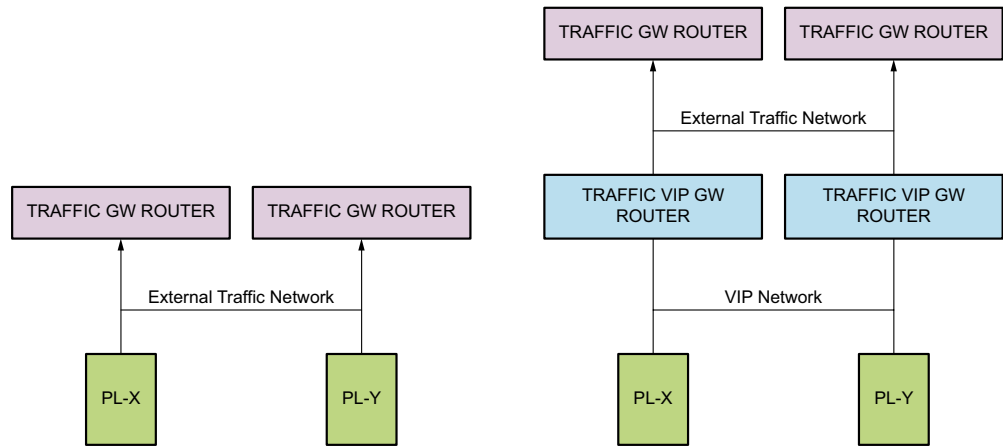 TRAFFIC GW ROUTER
TRAFFIC GW ROUTER
External Traffic Network
PL-X
PL-Y
TRAFFIC GW ROUTER
TRAFFIC GW ROUTER
External Traffic Network
TRAFFIC VIP GW
ROUTER
TRAFFIC VIP GW
ROUTER
VIP Network
PL-X
PL-Y